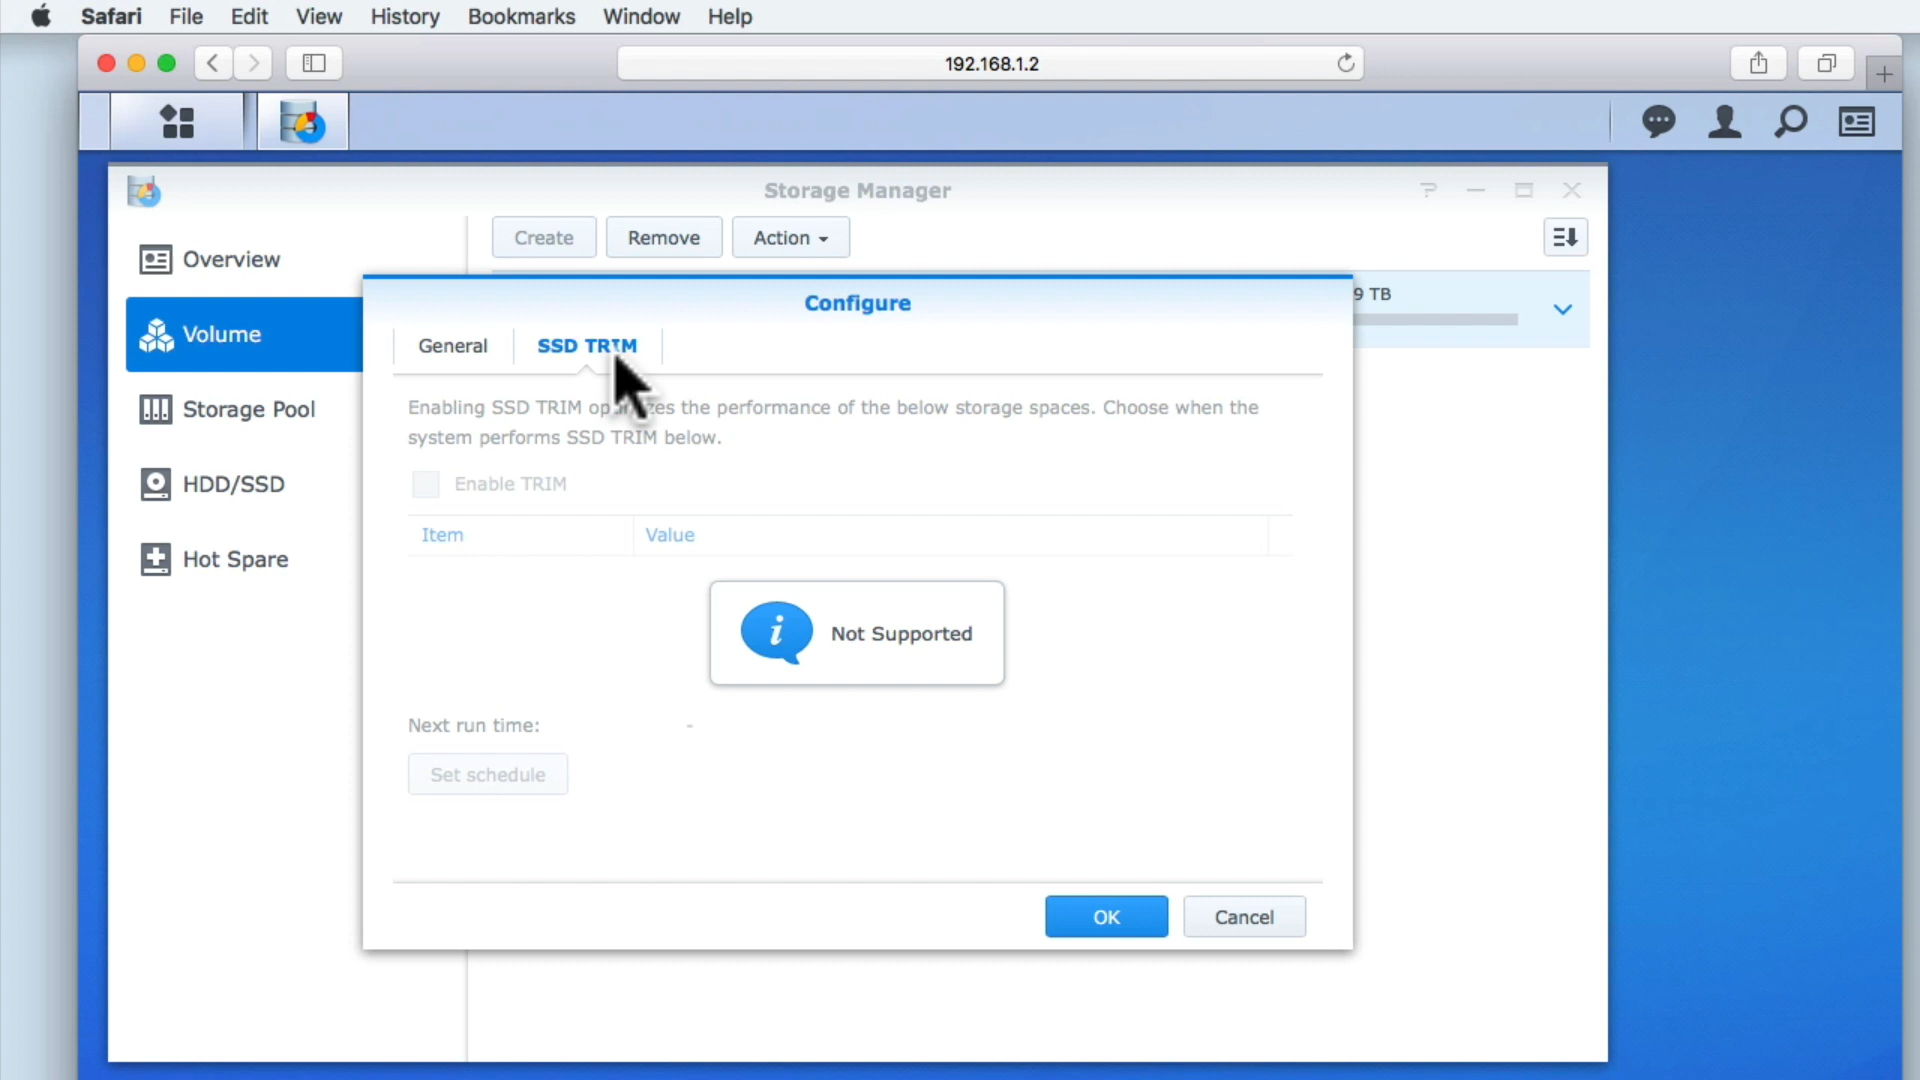 Safari File Edit View History Bookmarks Window Help
192.168.1.2
Storage Manager
Create Remove Action
Overview
Volume
Storage Pool
HDD/SSD
Hot Spare
9 TB
Configure
General SSD TRIM
Enabling SSD TRIM op es the performance of the below storage spaces. Choose when the
system performs SSD TRIM below.
Enable TRIM
Item Value
Not Supported
Next run time: -
Set schedule
OK Cancel